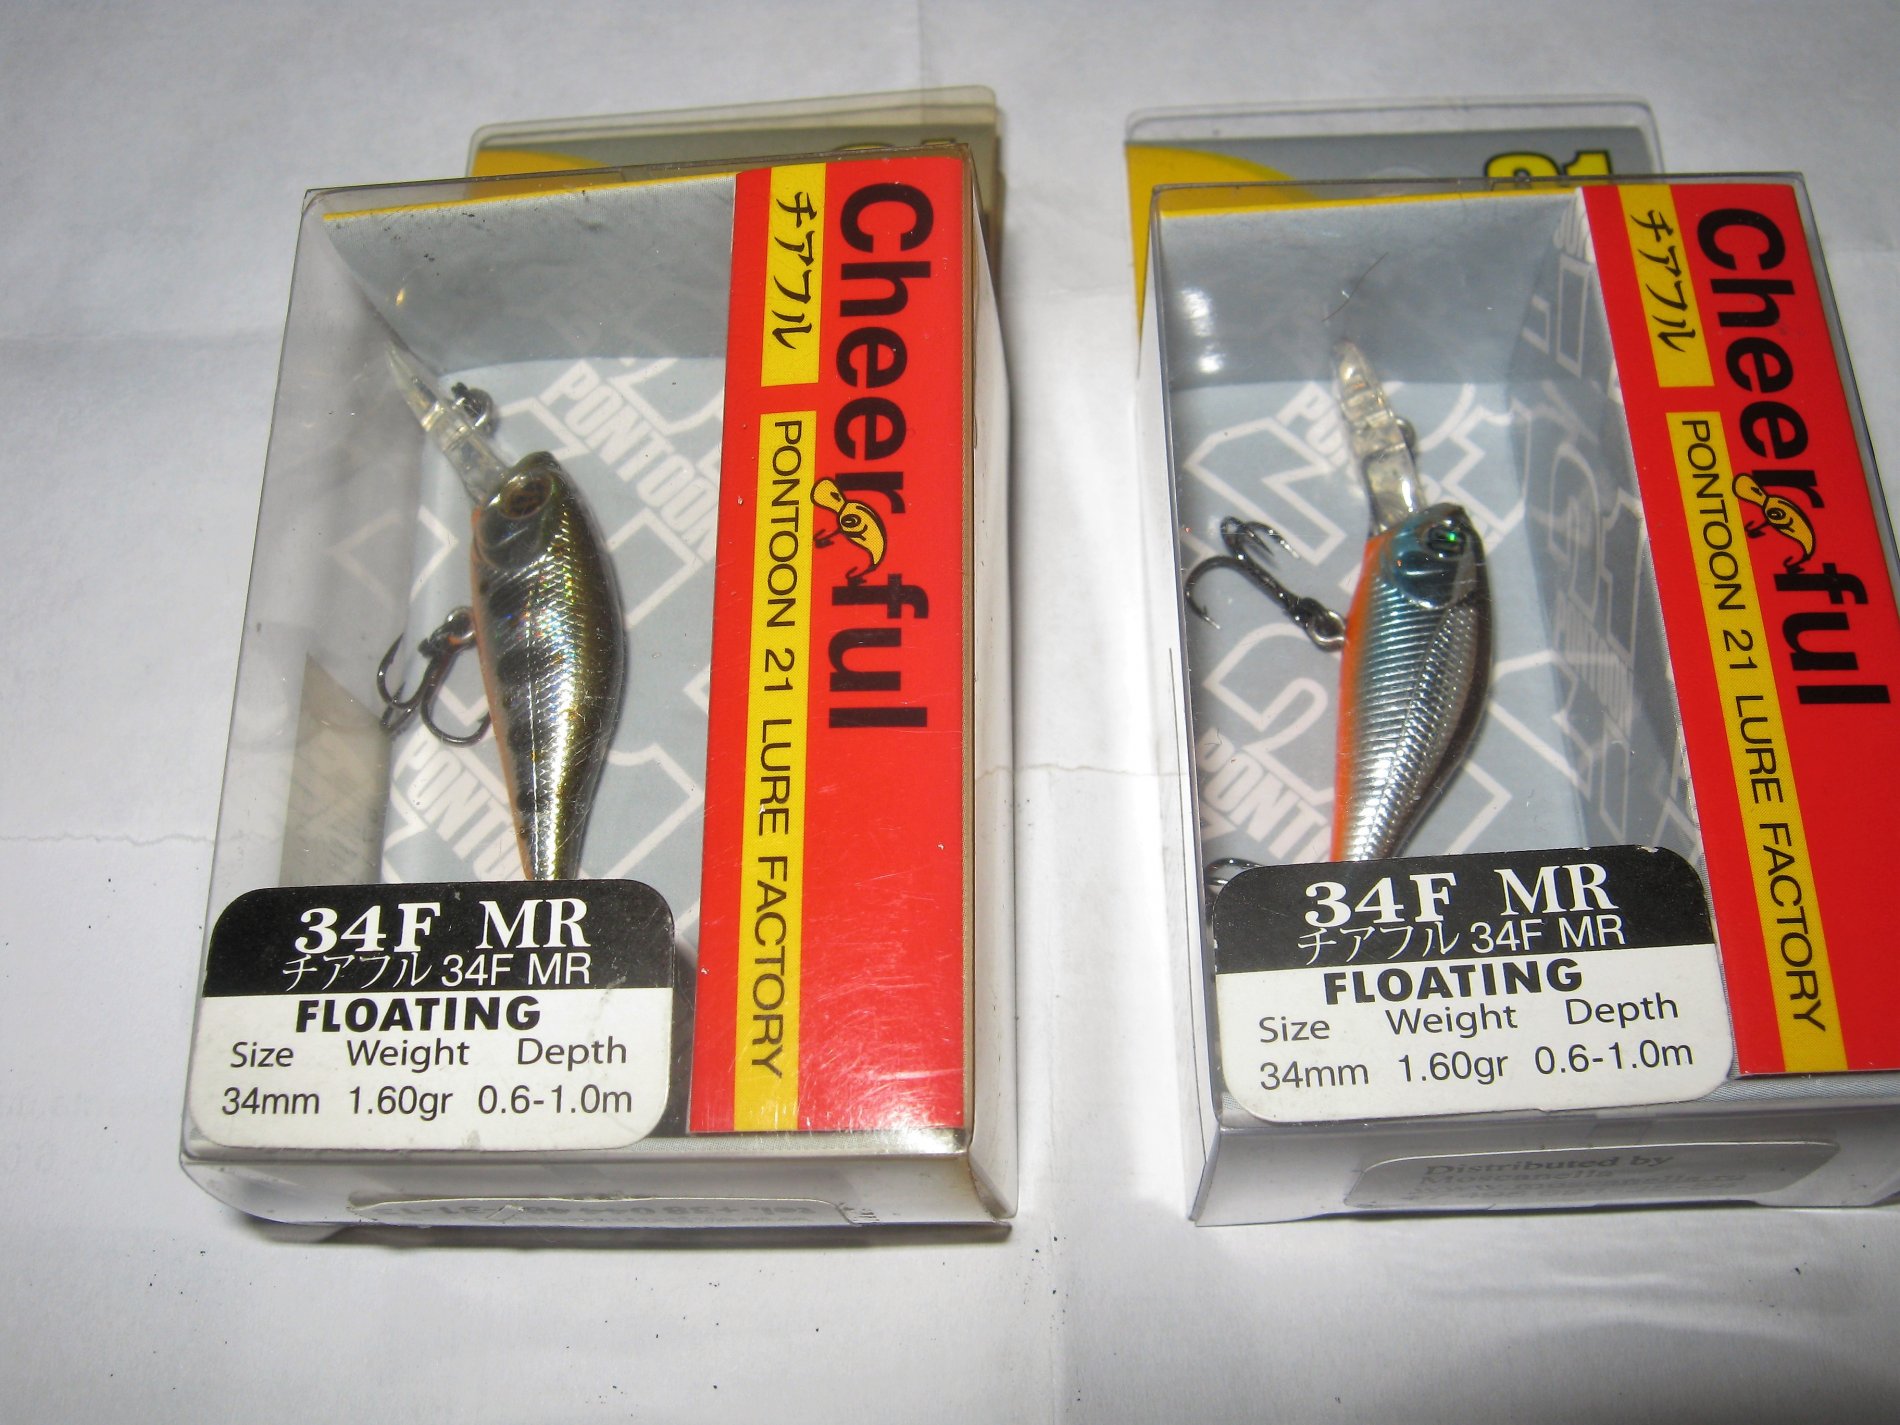 Cheerful
チアフル
PONTOON 21 LURE FACTORY
PONTOON
34F MR
チアフル 34F MR
FLOATING
Size Weight Depth
34mm 1.60gr 0.6-1.0m
21
Cheerful
チアフル
PONTOON 21 LURE FACTORY
34F MR
チアフル 34F MR
FLOATING
Size Weight Depth
34mm 1.60gr 0.6-1.0m
Distributed by
Moscanella